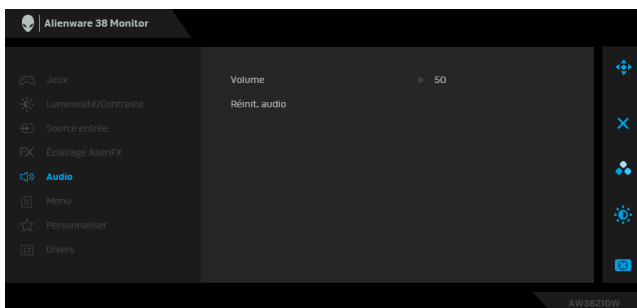 Alienware 38 Monitor
Jeux
Luminosité/Contraste
Source entrée
Éclairage AlienFX
Audio
Menu
Personnaliser
Divers
Volume 50
Réinit. audio
AW3821DW